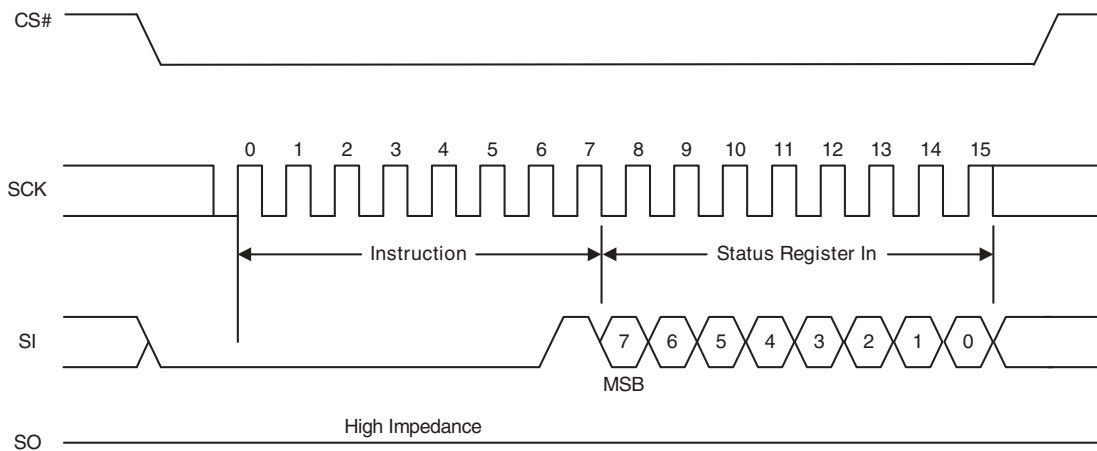 CS#
0 1 2 3 4 5 6 7 8 9 10 11 12 13 14 15
SCK
Instruction Status Register In
SI 7 6 5 4 3 2 1 0
MSB
High Impedance
SO